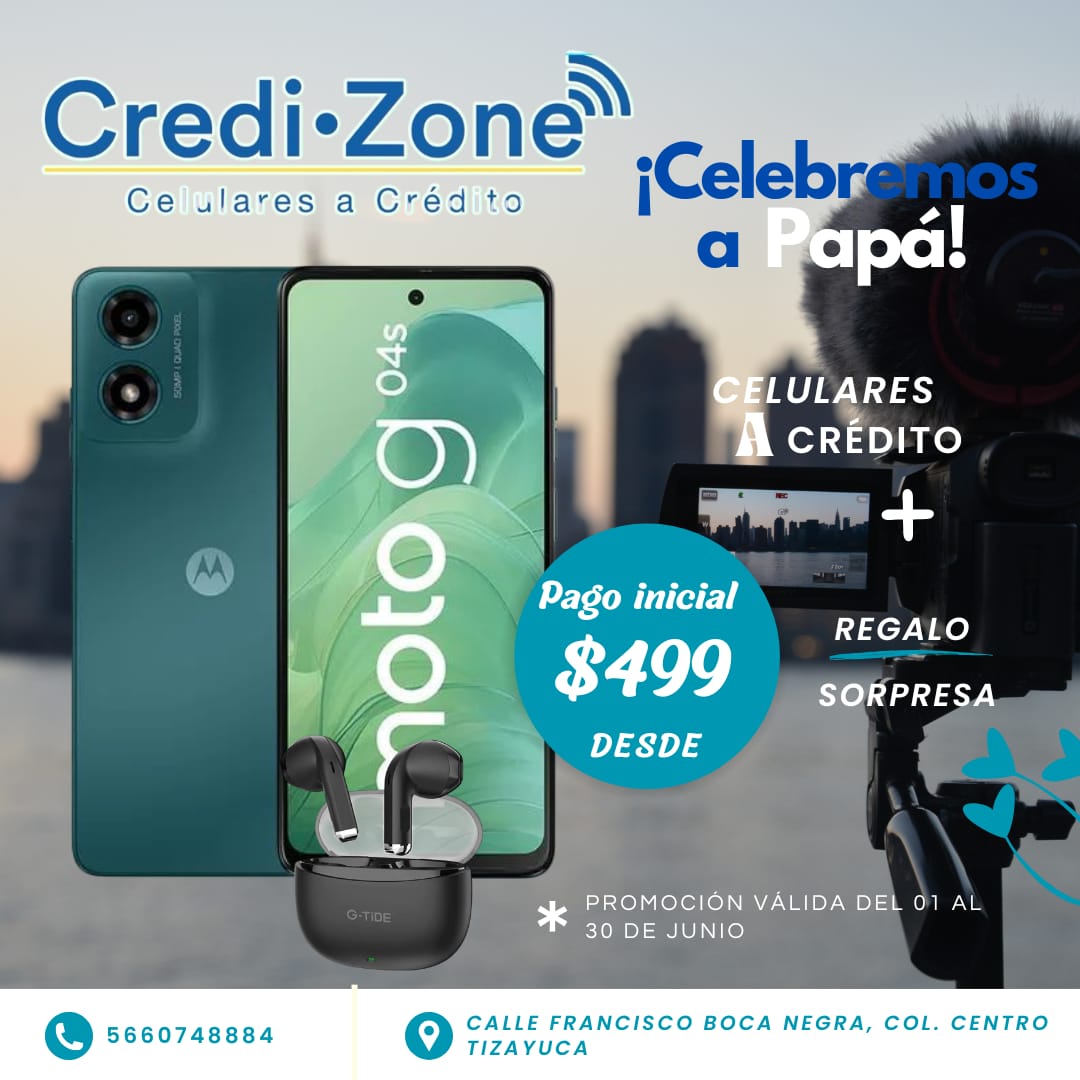 Credi•Zone
Celulares a Crédito
¡Celebremos
a Papá!
50MP | QUAD PIXEL
moto g 04s
CELULARES
A CRÉDITO
+
REC
REGALO
SORPRESA
Pago inicial
$499
DESDE
G-TiDE
* PROMOCIÓN VÁLIDA DEL 01 AL
30 DE JUNIO
5660748884
CALLE FRANCISCO BOCA NEGRA, COL. CENTRO
TIZAYUCA